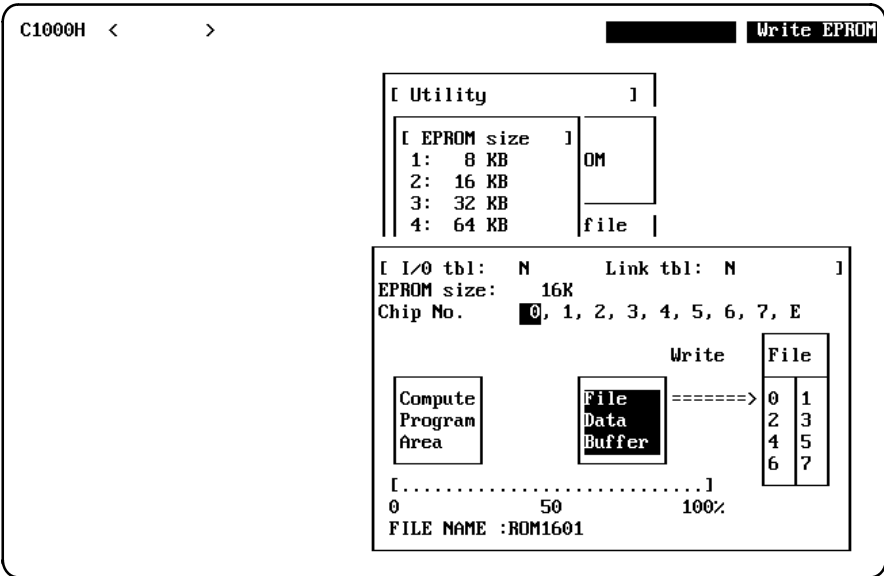 C1000H < > Write EPROM
[ Utility ]
[ EPROM size ]
1: 8 KB OM
2: 16 KB
3: 32 KB
4: 64 KB file
[ I/O tbl: N Link tbl: N ]
EPROM size: 16K
Chip No. 0, 1, 2, 3, 4, 5, 6, 7, E
Write File
Compute File =======> 0 1
Program Data 2 3
Area Buffer 4 5
6 7
[............................]
0 50 100%
FILE NAME :ROM1601